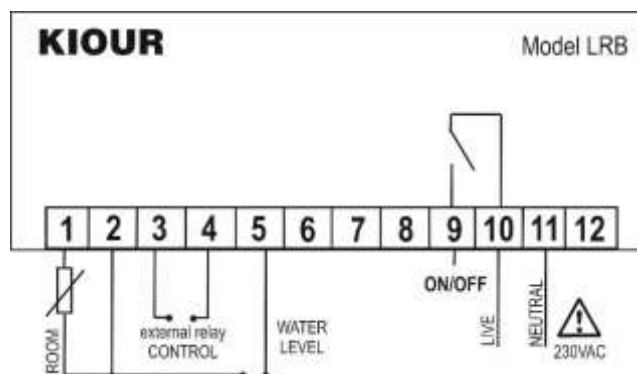 KIOUR
Model LRB
1 2 3 4 5 6 7 8 9 10 11 12
ON/OFF
ROOM
external relay
CONTROL
WATER
LEVEL
LIVE
NEUTRAL
230VAC